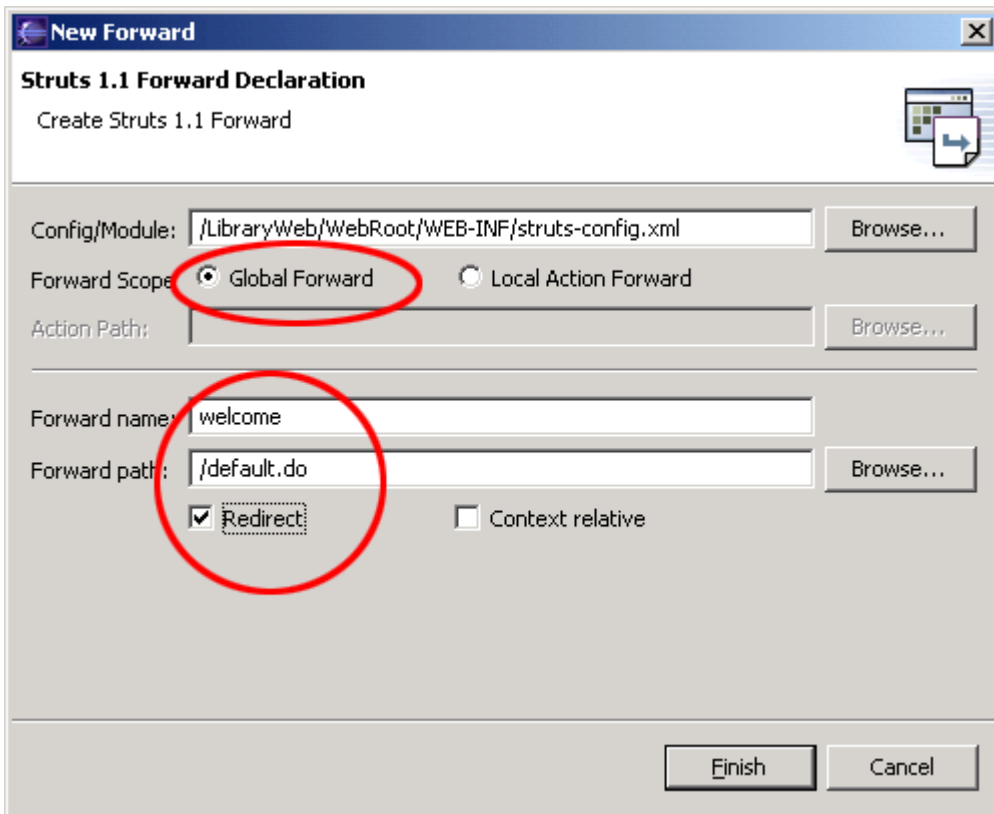 New Forward
Struts 1.1 Forward Declaration
Create Struts 1.1 Forward
Config/Module: /LibraryWeb/WebRoot/WEB-INF/struts-config.xml Browse...
Forward Scope Global Forward Local Action Forward
Action Path: Browse...
Forward name: welcome
Forward path: /default.do Browse...
Redirect Context relative
Finish Cancel